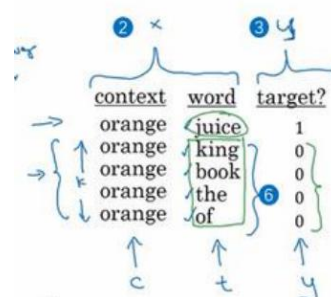 2 x 3 y
context word target?
orange juice 1
orange king 0
orange book 0
orange the 0
orange of 0
k
6
c t y